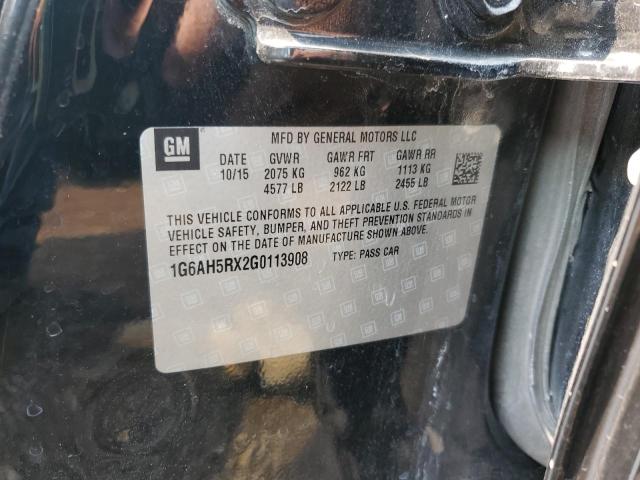 GM
MFD BY GENERAL MOTORS LLC
DATE GVWR GAWR FRT GAWR RR
10/15 2075 KG 962 KG 1113 KG
4577 LB 2122 LB 2455 LB
THIS VEHICLE CONFORMS TO ALL APPLICABLE U.S. FEDERAL MOTOR
VEHICLE SAFETY, BUMPER, AND THEFT PREVENTION STANDARDS IN
EFFECT ON THE DATE OF MANUFACTURE SHOWN ABOVE.
1G6AH5RX2G0113908 TYPE: PASS CAR